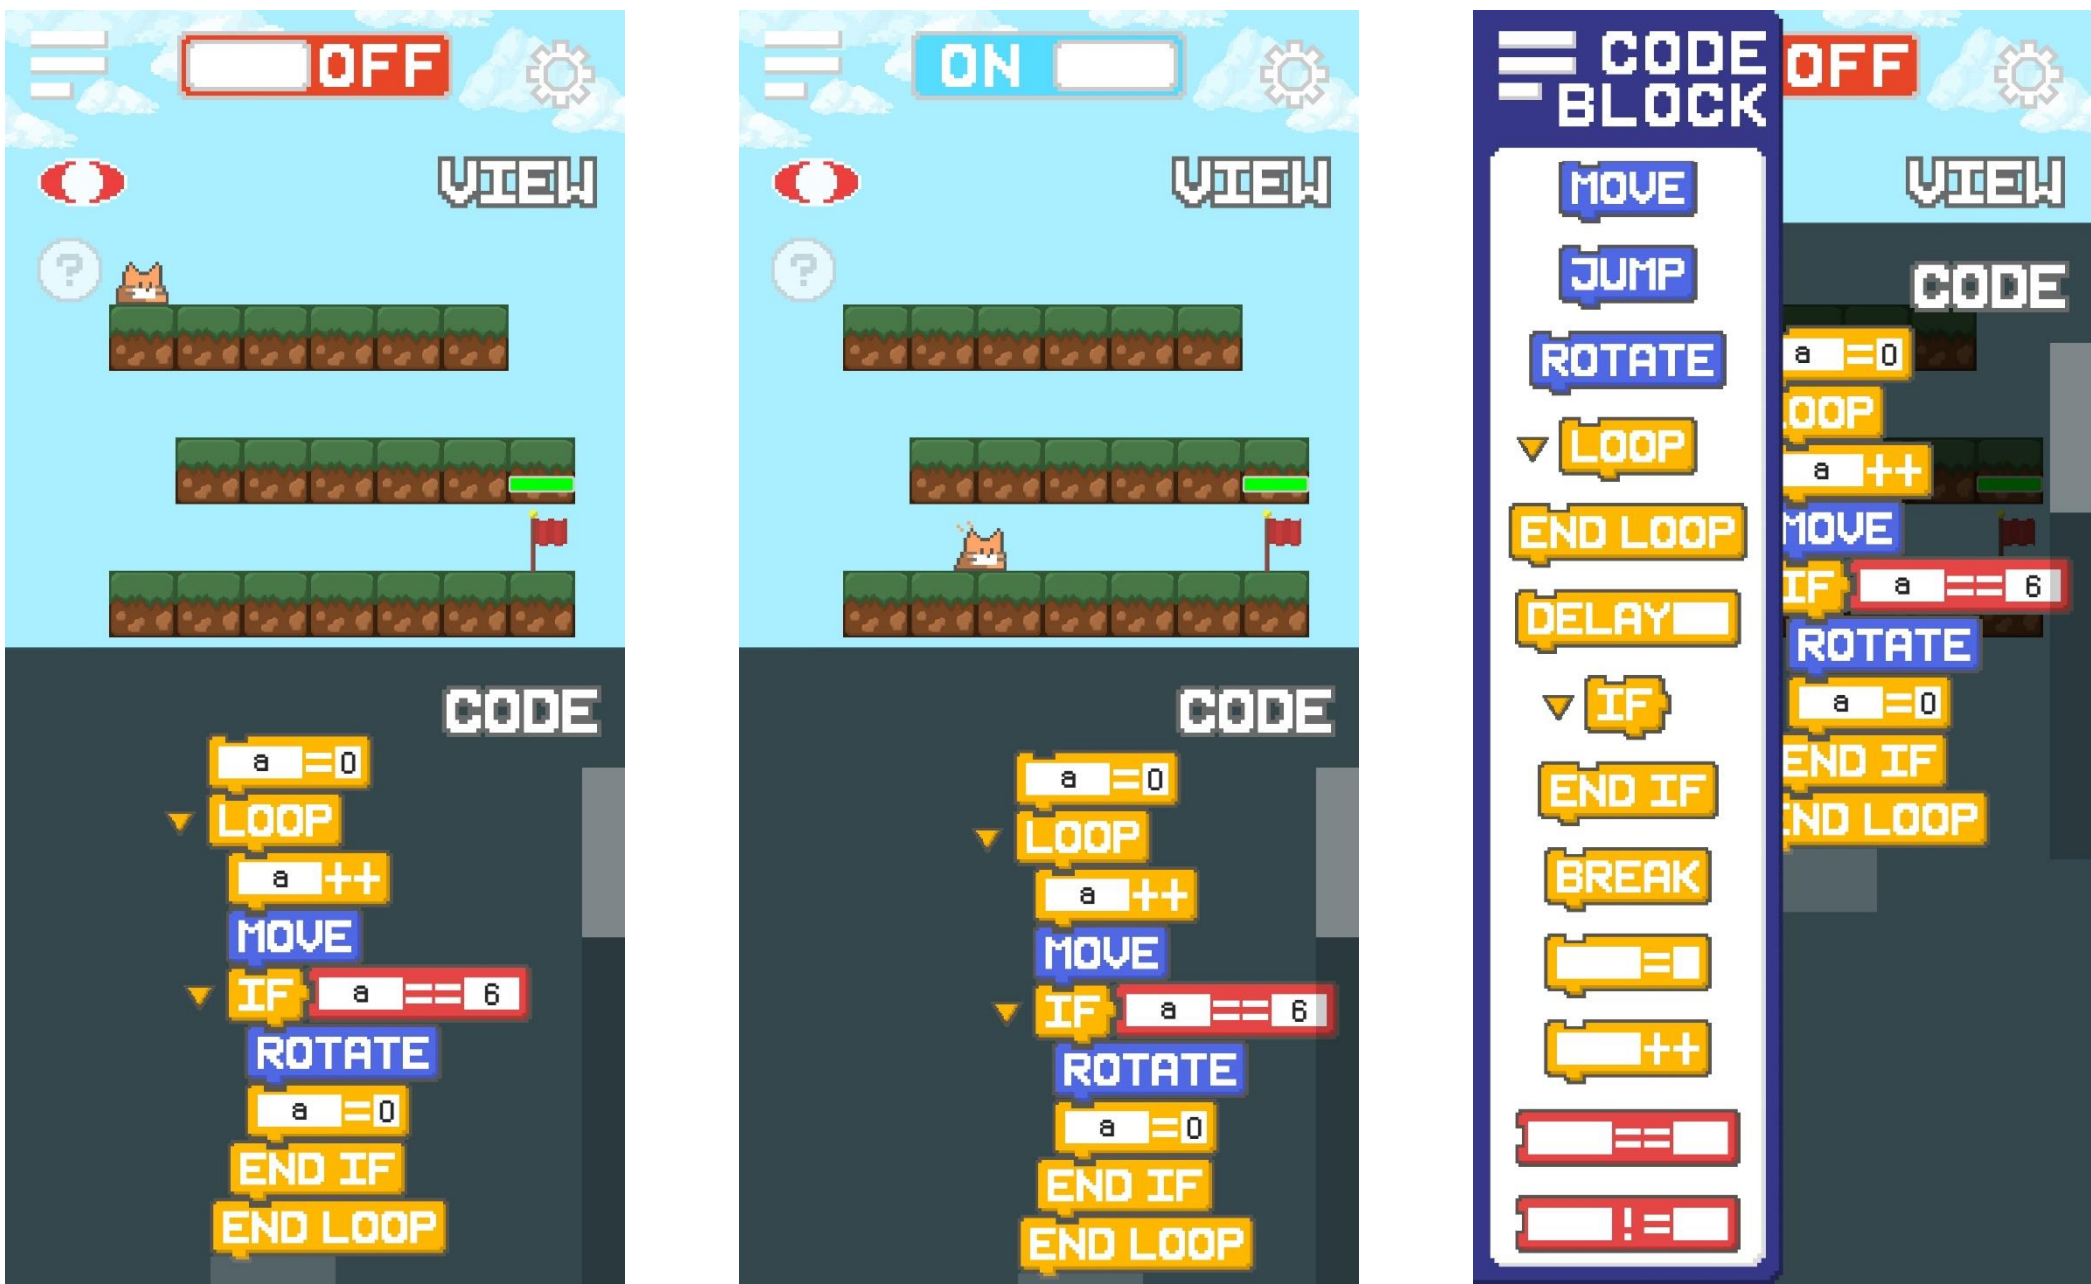 OFF
VIEW
?
CODE
a = 0
LOOP
a ++
MOVE
IF a == 6
ROTATE
a = 0
END IF
END LOOP
ON
VIEW
?
CODE
a = 0
LOOP
a ++
MOVE
IF a == 6
ROTATE
a = 0
END IF
END LOOP
CODE
BLOCK
MOVE
JUMP
ROTATE
LOOP
END LOOP
DELAY
IF
END IF
BREAK
=
++
==
!=
OFF
VIEW
CODE
a = 0
OOP
a ++
MOVE
IF a == 6
ROTATE
a = 0
END IF
ND LOOP